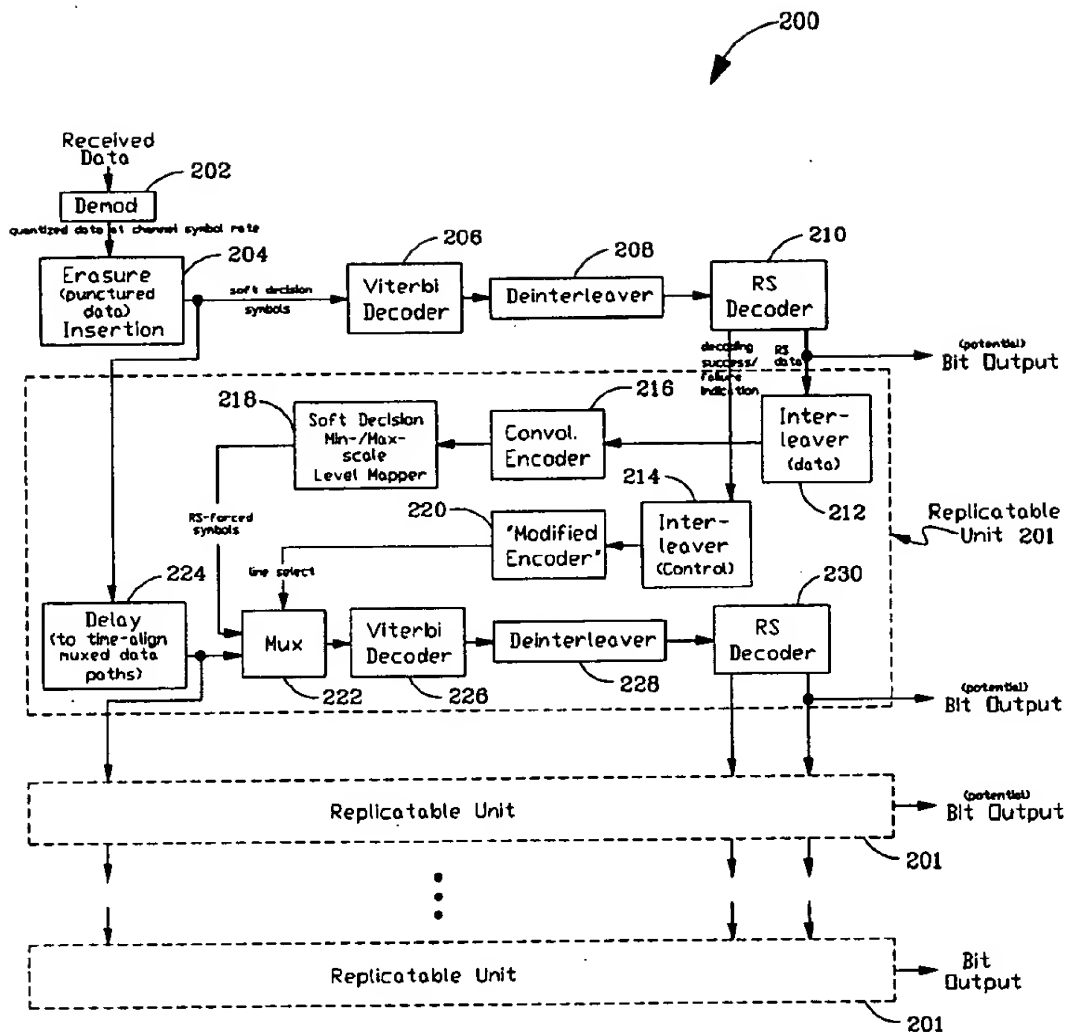 200
Received
Data
202
Demod
quantized data at channel symbol rate
204
Erasure
(punctured
data)
Insertion
soft decision
symbols
206
Viterbi
Decoder
208
Deinterleaver
210
RS
Decoder
decoding
success/
failure
indication
RS data
(potential)
Bit Output
218
Soft Decision
Min-/Max-
scale
Level Mapper
216
Convol.
Encoder
Inter-
leaver
(data)
212
214
Inter-
leaver
(Control)
220
"Modified
Encoder"
Replicatable
Unit 201
RS-forced
symbols
line select
224
Delay
(to time-align
muxed data
paths)
Mux
222
Viterbi
Decoder
226
Deinterleaver
228
230
RS
Decoder
(potential)
Bit Output
Replicatable Unit
(potential)
Bit Output
201
Replicatable Unit
Bit
Output
201